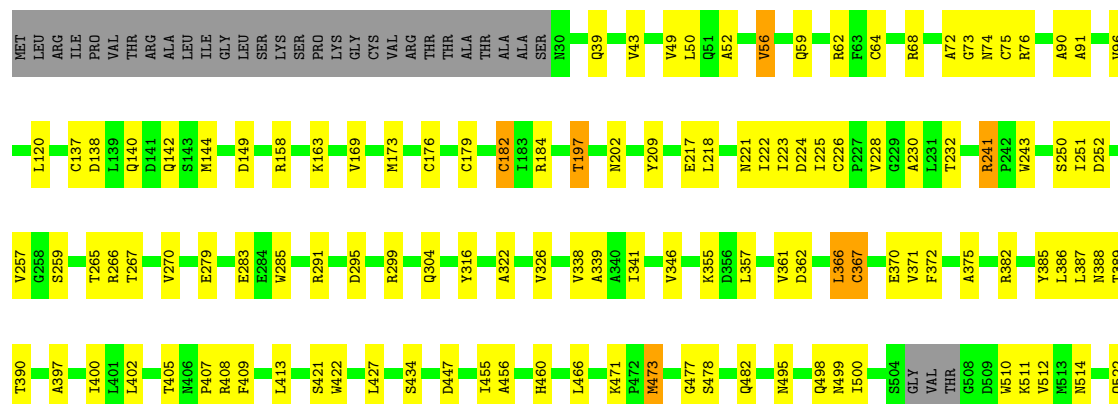 MET LEU ARG ILE PRO VAL THR ARG ALA LEU ILE GLY LEU SER LYS SER PRO LYS GLY CYS VAL ARG THR THR ALA THR ALA ALA SER N30 Q39 V43 V49 L50 Q51 A52 V56 Q59 R62 F63 C64 R68 A72 G73 N74 C75 R76 A90 A91
L120 C137 D138 L139 Q140 D141 Q142 S143 M144 D149 R158 K163 V169 M173 C176 C179 C182 I183 R184 T197 N202 Y209 E217 L218 N221 I222 I223 D224 I225 C226 P227 V228 G229 A230 L231 T232 R241 P242 W243 S250 I251 D252
V257 G258 S259 T265 R266 T267 V270 E279 E283 E284 W285 R291 D295 R299 Q304 Y316 A322 V326 V338 A339 A340 I341 V346 K355 D356 L357 V361 D362 L366 C367 E370 V371 F372 A375 R382 Y385 L386 L387 N388
T390 A397 I400 L401 L402 T405 N406 P407 R408 F409 L413 S421 W422 L427 S434 D447 I455 A456 H460 L466 K471 P472 M473 G477 S478 Q482 N495 Q498 N499 I500 S504 GLY VAL THR G508 D509 W510 K511 V512 M513 N514